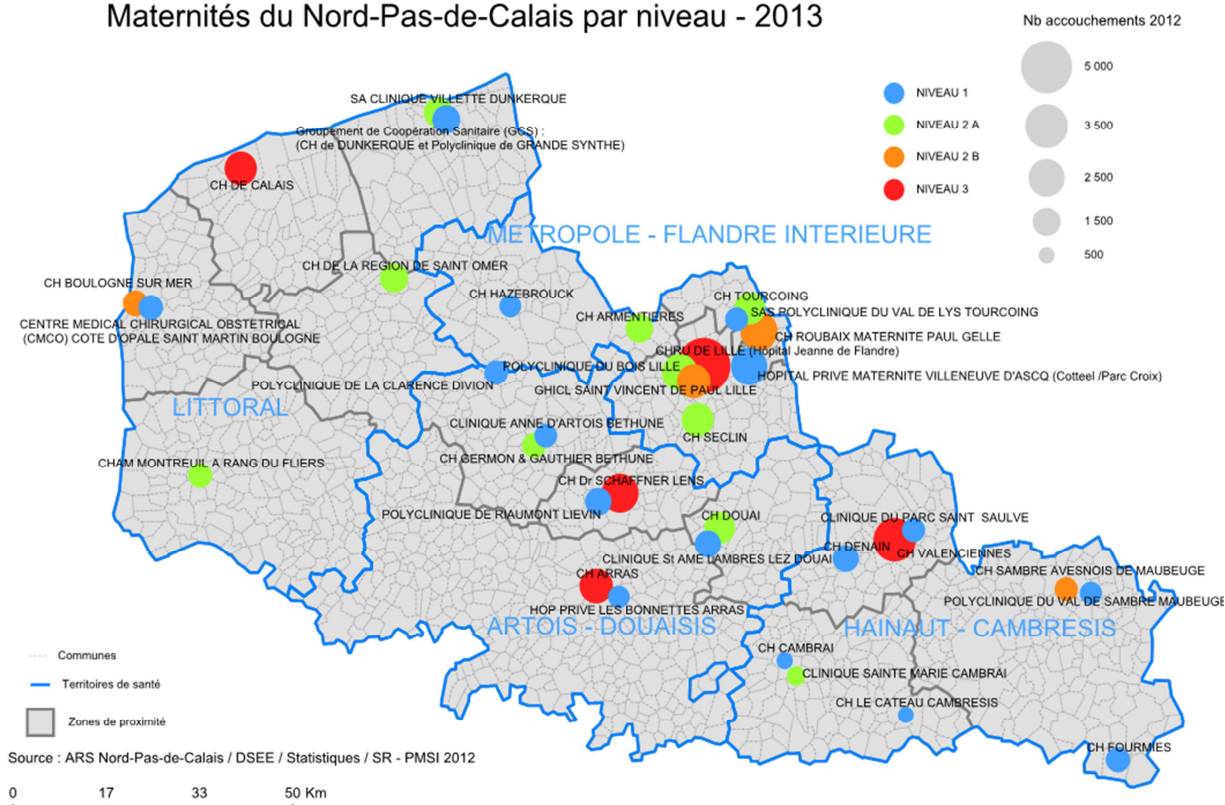 Maternités du Nord-Pas-de-Calais par niveau - 2013
Nb accouchements 2012
5 000
3 500
2 500
1 500
500
NIVEAU 1
NIVEAU 2 A
NIVEAU 2 B
NIVEAU 3
SA CLINIQUE VILLETTE DUNKERQUE
Groupement de Coopération Sanitaire (GCS) :
(CH de DUNKERQUE et Polyclinique de GRANDE SYNTHE)
CH DE CALAIS
METROPOLE - FLANDRE INTERIEURE
CH DE LA REGION DE SAINT OMER
CH BOULOGNE SUR MER
CH HAZEBROUCK
CH TOURCOING
SAS POLYCLINIQUE DU VAL DE LYS TOURCOING
CH ARMENTIERES
CENTRE MEDICAL CHIRURGICAL OBSTETRICAL
(CMCO) COTE D'OPALE SAINT MARTIN BOULOGNE
CH ROUBAIX MATERNITE PAUL GELLE
CHRU DE LILLE (Hôpital Jeanne de Flandre)
POLYCLINIQUE DU BOIS LILLE
HOPITAL PRIVE MATERNITE VILLENEUVE D'ASCQ (Cotteel /Parc Croix)
POLYCLINIQUE DE LA CLARENCE DIVION
GHICL SAINT VINCENT DE PAUL LILLE
LITTORAL
CLINIQUE ANNE D'ARTOIS BETHUNE
CH SECLIN
CH GERMON & GAUTHIER BETHUNE
CHAM MONTREUIL A RANG DU FLIERS
CH Dr SCHAFFNER LENS
POLYCLINIQUE DE RIAUMONT LIEVIN
CH DOUAI
CLINIQUE DU PARC SAINT SAULVE
CH DENAIN
CH VALENCIENNES
CLINIQUE St AME LAMBRES LEZ DOUAI
CH ARRAS
CH SAMBRE AVESNOIS DE MAUBEUGE
POLYCLINIQUE DU VAL DE SAMBRE MAUBEUGE
HOP PRIVE LES BONNETTES ARRAS
ARTOIS - DOUAISIS
HAINAUT - CAMBRESIS
CH CAMBRAI
CLINIQUE SAINTE MARIE CAMBRAI
CH LE CATEAU CAMBRESIS
CH FOURMIES
Communes
Territoires de santé
Zones de proximité
Source : ARS Nord-Pas-de-Calais / DSEE / Statistiques / SR - PMSI 2012
0 17 33 50 Km